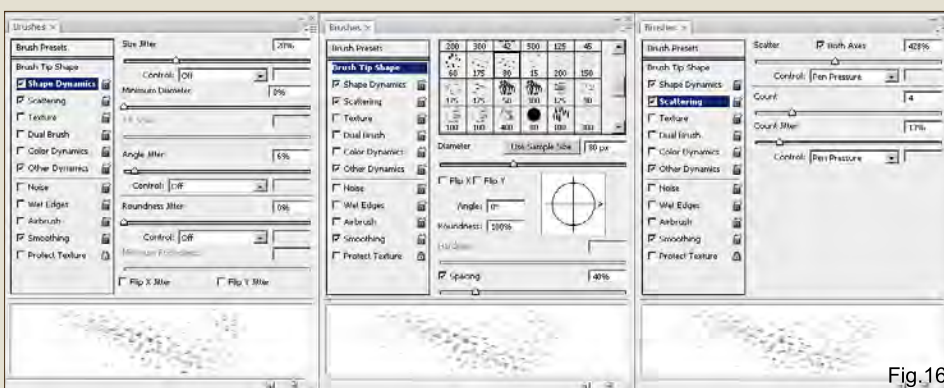 Brushes ×
Brush Presets
Brush Tip Shape
Shape Dynamics
Scattering
Texture
Dual Brush
Color Dynamics
Other Dynamics
Noise
Wet Edges
Airbrush
Smoothing
Protect Texture
Size Jitter 20%
Control: Off
Minimum Diameter 0%
Angle Jitter 6%
Control: Off
Roundness Jitter 0%
Control: Off
Minimum Roundness
Flip X Jitter Flip Y Jitter
Brushes ×
Brush Presets
Brush Tip Shape
Shape Dynamics
Scattering
Texture
Dual Brush
Color Dynamics
Other Dynamics
Noise
Wet Edges
Airbrush
Smoothing
Protect Texture
200 300 42 500 125 45
60 175 80 15 200 150
175 175 50 300 125 90
100 100 400 80 100 300
Diameter Use Sample Size 80 px
Flip X Flip Y
Angle: 0°
Roundness: 100%
Hardness
Spacing 40%
Brushes ×
Brush Presets
Brush Tip Shape
Shape Dynamics
Scattering
Texture
Dual Brush
Color Dynamics
Other Dynamics
Noise
Wet Edges
Airbrush
Smoothing
Protect Texture
Scatter Both Axes 428%
Control: Pen Pressure
Count 4
Count Jitter 17%
Control: Pen Pressure
Fig.16